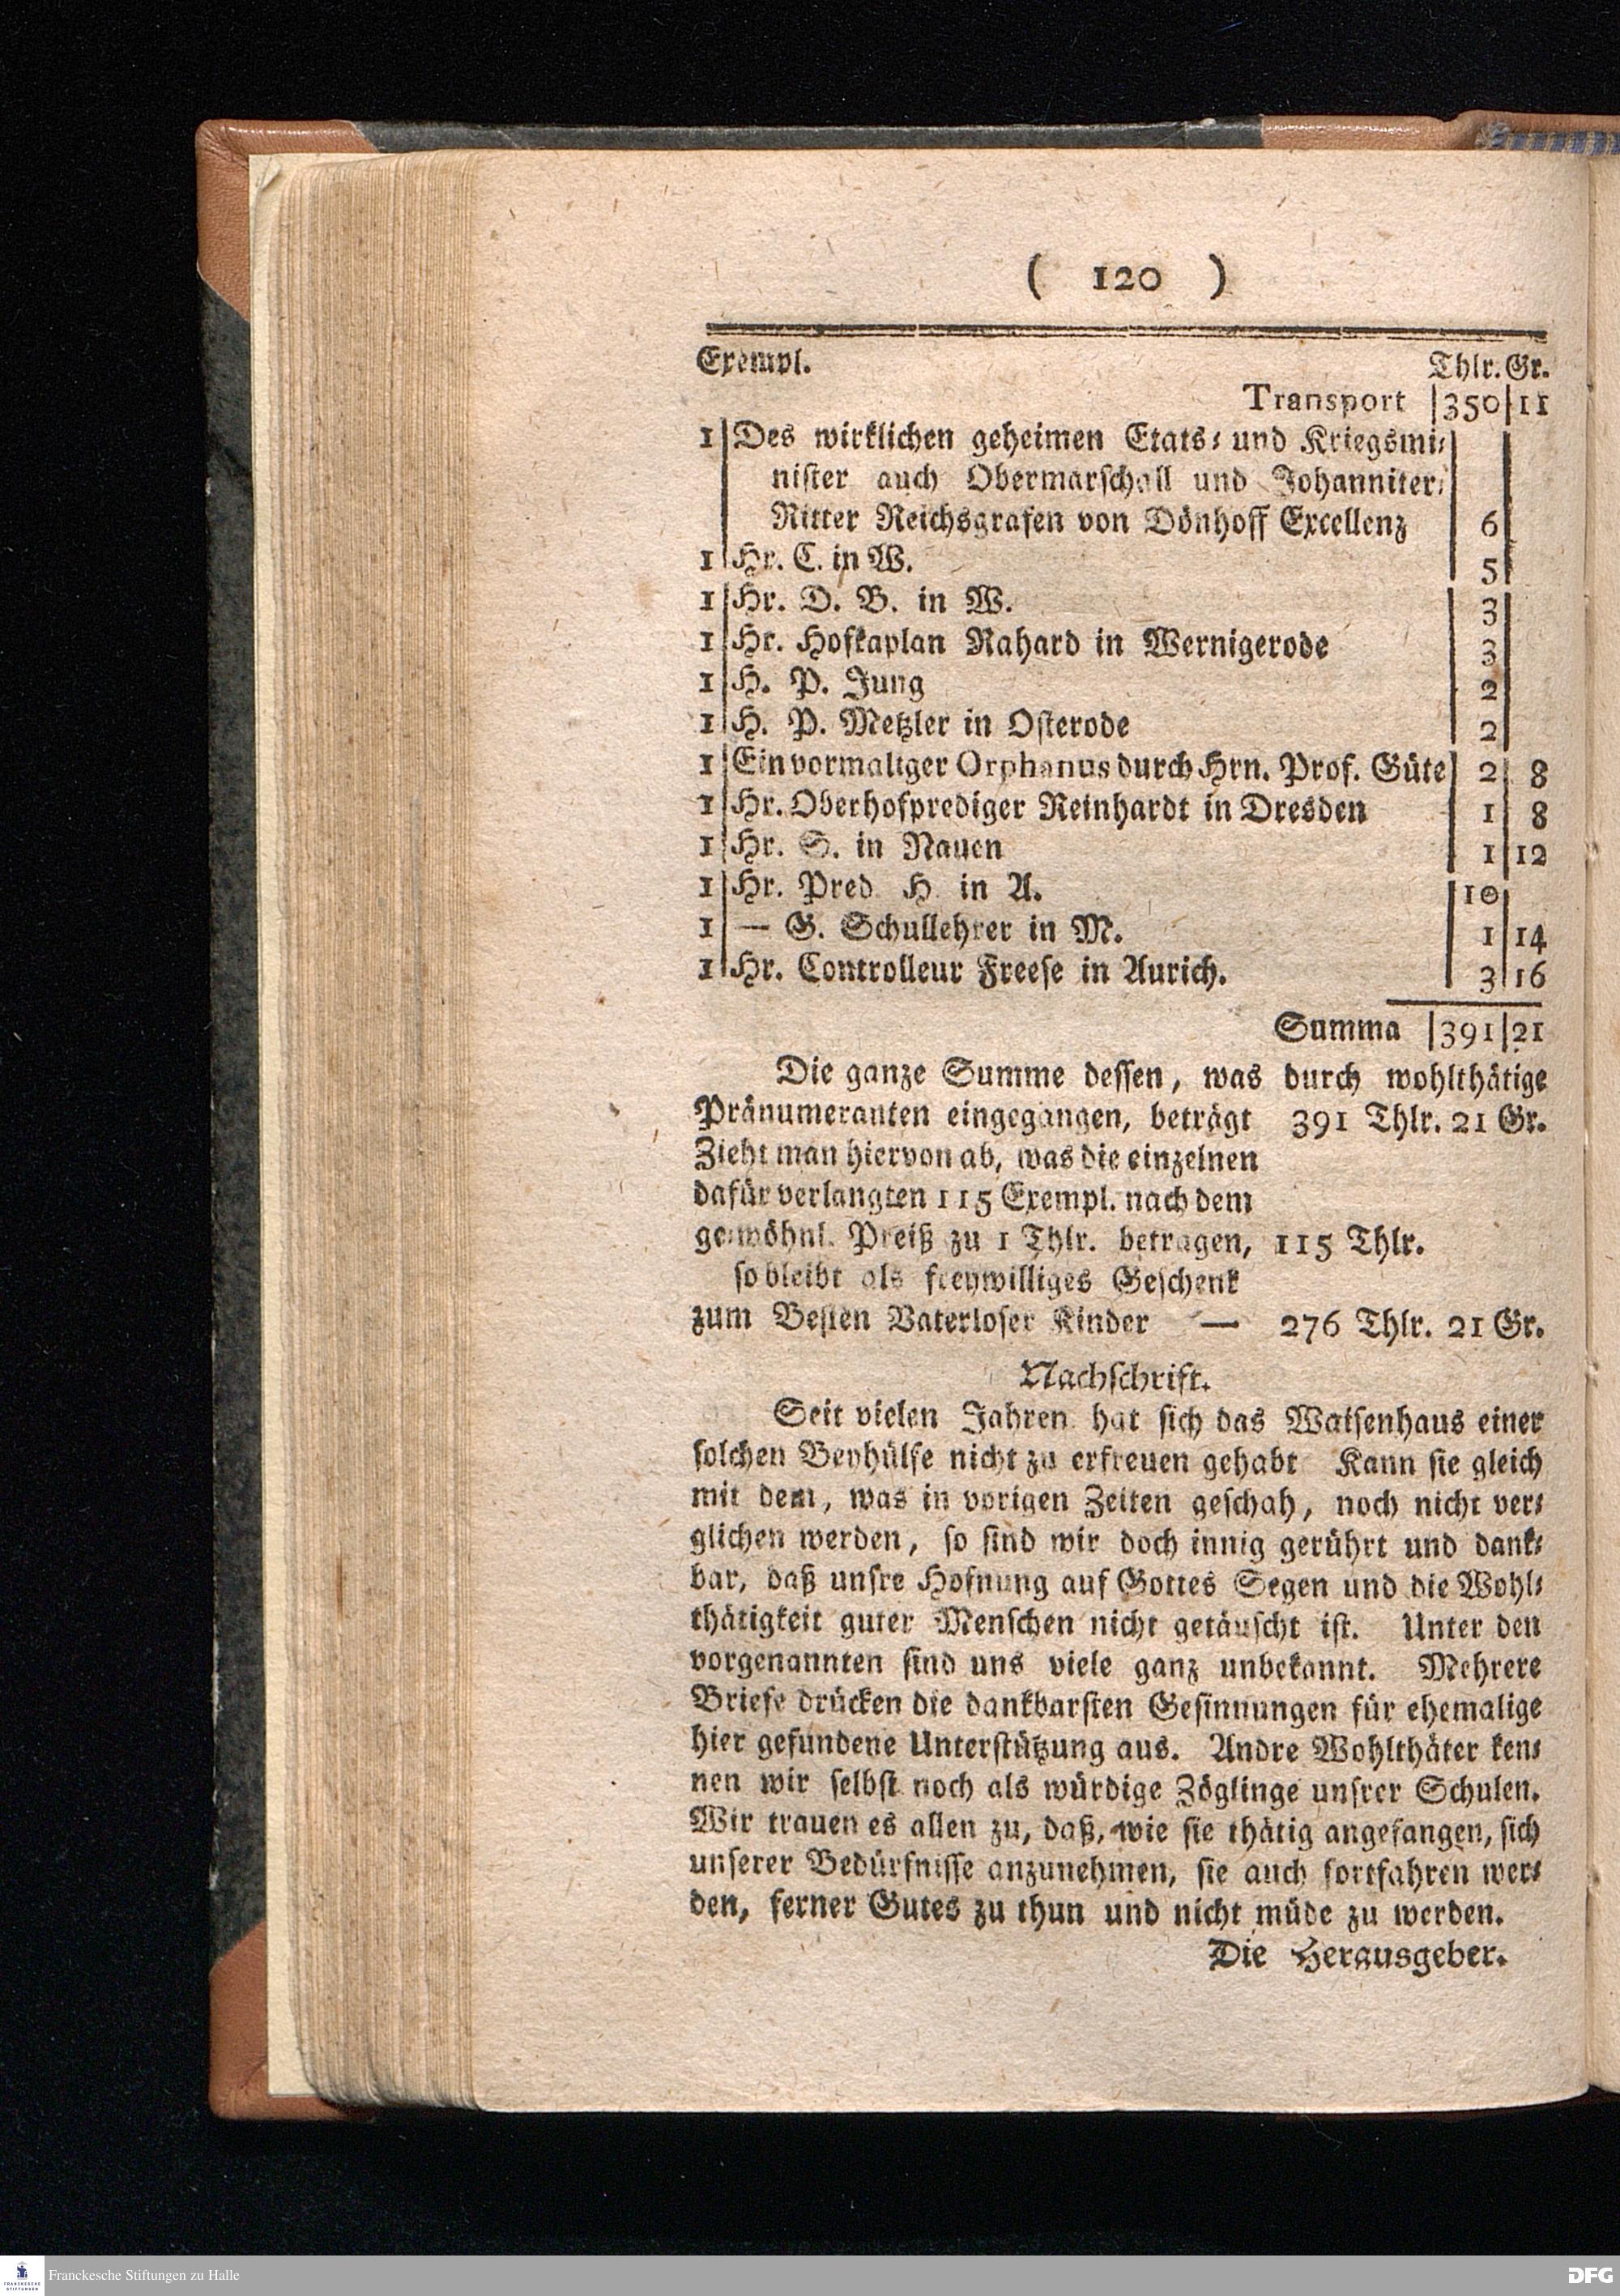 ( 120 )
Exempl. Thlr. Gr.
Transport |350|11
1 Des wirklichen geheimen Etats- und Kriegsmi-
nister auch Obermarschall und Johanniter-
Ritter Reichsgrafen von Dönhoff Excellenz 6
1 Hr. C. in W. 5
1 Hr. D. B. in W. 3
1 Hr. Hofkaplan Nahard in Wernigerode 3
1 H. P. Jung 2
1 H. P. Metzler in Osterode 2
1 Ein vormaliger Orphanus durch Hrn. Prof. Güte 2 8
1 Hr. Oberhofprediger Reinhardt in Dresden 1 8
1 Hr. S. in Nauen 1 12
1 Hr. Pred H. in A. 10
1 — G. Schullehrer in M. 1 14
1 Hr. Controlleur Freese in Aurich. 3 16
Summa |391|21
Die ganze Summe dessen, was durch wohlthätige
Pränumeranten eingegangen, beträgt 391 Thlr. 21 Gr.
Zieht man hiervon ab, was die einzelnen
dafür verlangten 115 Exempl. nach dem
gewöhnl. Preiß zu 1 Thlr. betragen, 115 Thlr.
so bleibt als freywilliges Geschenk
zum Besten Vaterloser Kinder — 276 Thlr. 21 Gr.
Nachschrift.
Seit vielen Jahren hat sich das Waisenhaus einer
solchen Beyhülfe nicht zu erfreuen gehabt Kann sie gleich
mit dem, was in vorigen Zeiten geschah, noch nicht ver-
glichen werden, so sind wir doch innig gerührt und dank-
bar, daß unsre Hofnung auf Gottes Segen und die Wohl-
thätigkeit guter Menschen nicht getäuscht ist. Unter den
vorgenannten sind uns viele ganz unbekannt. Mehrere
Briefe drücken die dankbarsten Gesinnungen für ehemalige
hier gefundene Unterstützung aus. Andre Wohlthäter ken-
nen wir selbst noch als würdige Zöglinge unsrer Schulen.
Wir trauen es allen zu, daß, wie sie thätig angefangen, sich
unserer Bedürfnisse anzunehmen, sie auch fortfahren wer-
den, ferner Gutes zu thun und nicht müde zu werden.
Die Herausgeber.
FRANCKESCHE STIFTUNGEN
Franckesche Stiftungen zu Halle
DFG